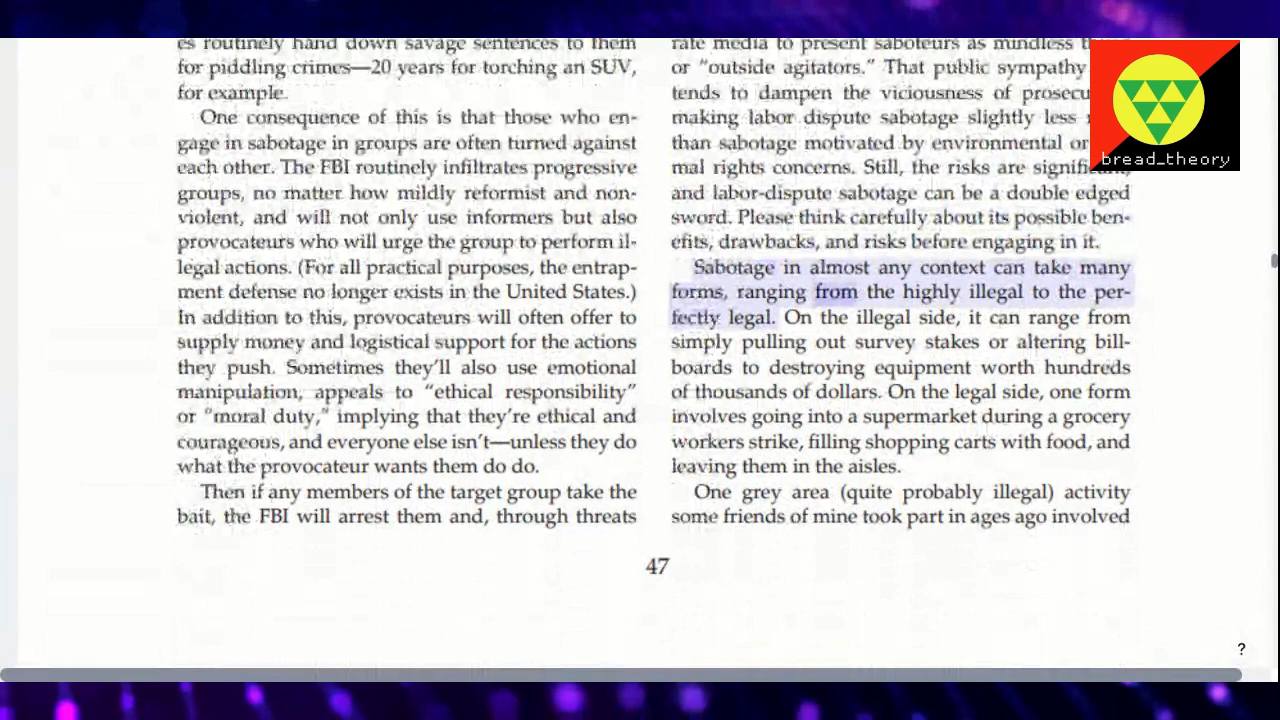 es routinely hand down savage sentences to them
for piddling crimes—20 years for torching an SUV,
for example.
One consequence of this is that those who en-
gage in sabotage in groups are often turned against
each other. The FBI routinely infiltrates progressive
groups, no matter how mildly reformist and non-
violent, and will not only use informers but also
provocateurs who will urge the group to perform il-
legal actions. (For all practical purposes, the entrap-
ment defense no longer exists in the United States.)
In addition to this, provocateurs will often offer to
supply money and logistical support for the actions
they push. Sometimes they'll also use emotional
manipulation, appeals to “ethical responsibility”
or “moral duty,” implying that they're ethical and
courageous, and everyone else isn't—unless they do
what the provocateur wants them do do.
Then if any members of the target group take the
bait, the FBI will arrest them and, through threats
rate media to present saboteurs as mindless
or “outside agitators.” That public sympathy
tends to dampen the viciousness of
making labor dispute sabotage slightly less
than sabotage motivated by environmental or
mal rights concerns. Still, the risks are significant,
and labor-dispute sabotage can be a double edged
sword. Please think carefully about its possible ben-
efits, drawbacks, and risks before engaging in it.
Sabotage in almost any context can take many
forms, ranging from the highly illegal to the per-
fectly legal. On the illegal side, it can range from
simply pulling out survey stakes or altering bill-
boards to destroying equipment worth hundreds
of thousands of dollars. On the legal side, one form
involves going into a supermarket during a grocery
workers strike, filling shopping carts with food, and
leaving them in the aisles.
One grey area (quite probably illegal) activity
some friends of mine took part in ages ago involved
47
bread_theory
?